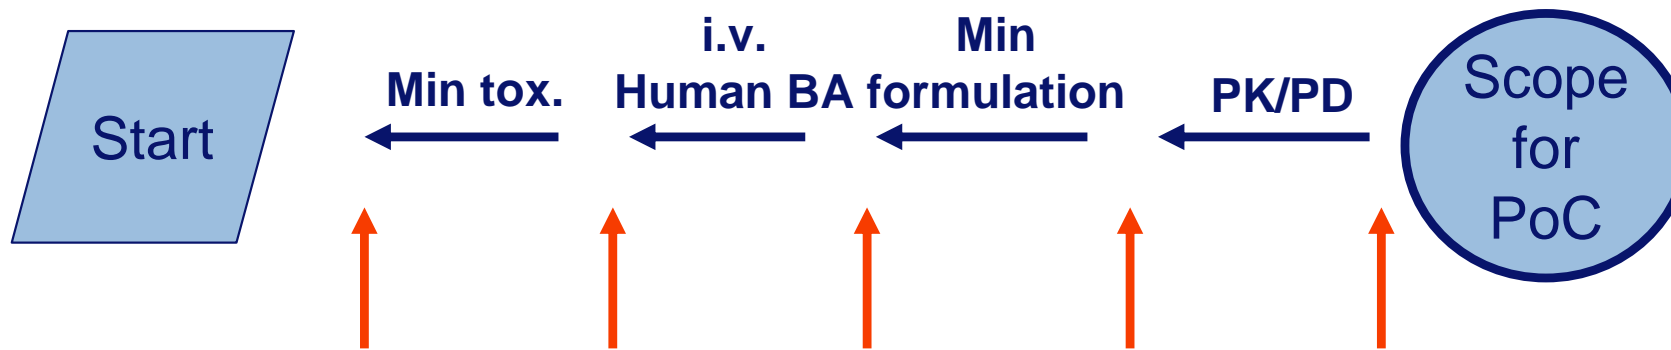 Start
Min tox.
i.v.
Human BA
Min
formulation
PK/PD
Scope
for
PoC